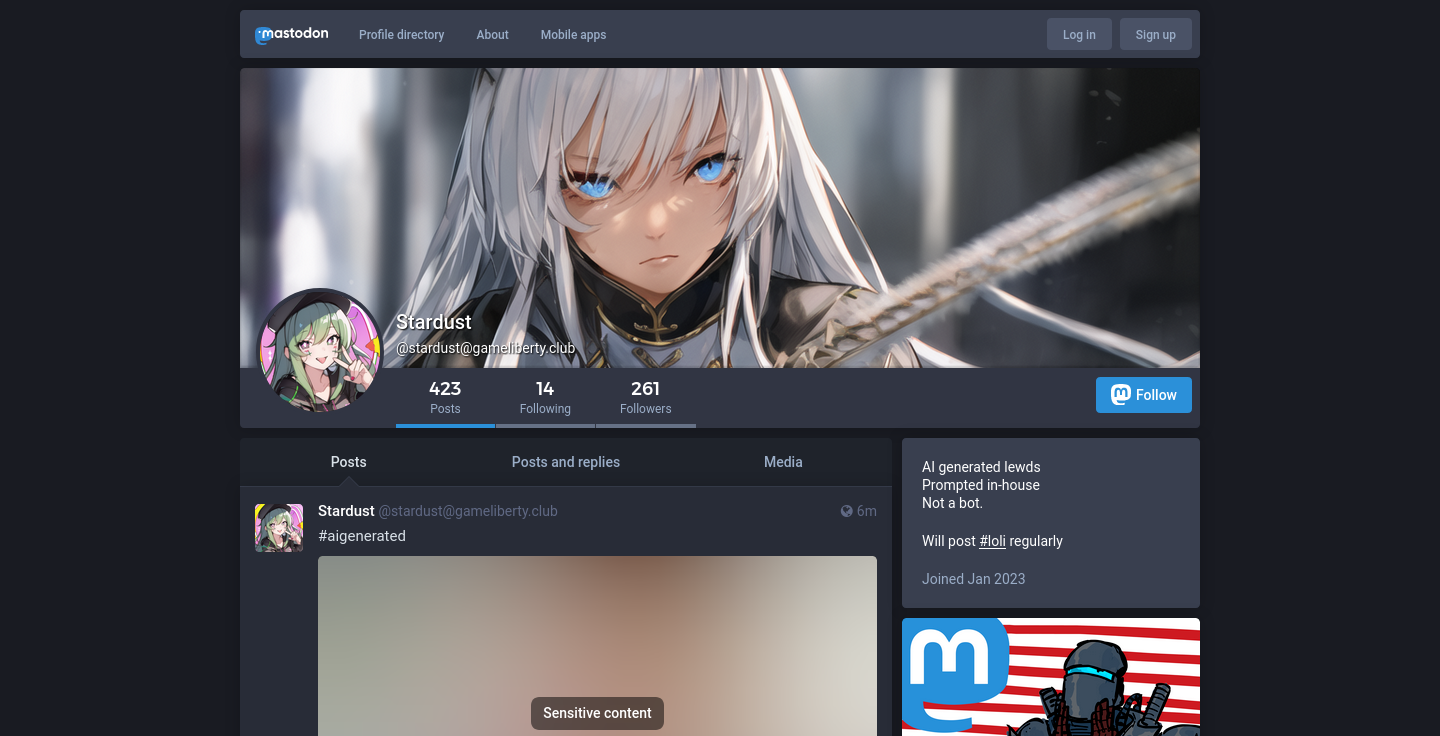 mastodon
Profile directory
About
Mobile apps
Log in
Sign up
Stardust
@stardust@gameliberty.club
423
Posts
14
Following
261
Followers
Follow
Posts
Posts and replies
Media
Stardust @stardust@gameliberty.club
6m
#aigenerated
Sensitive content
AI generated lewds
Prompted in-house
Not a bot.
Will post #loli regularly
Joined Jan 2023